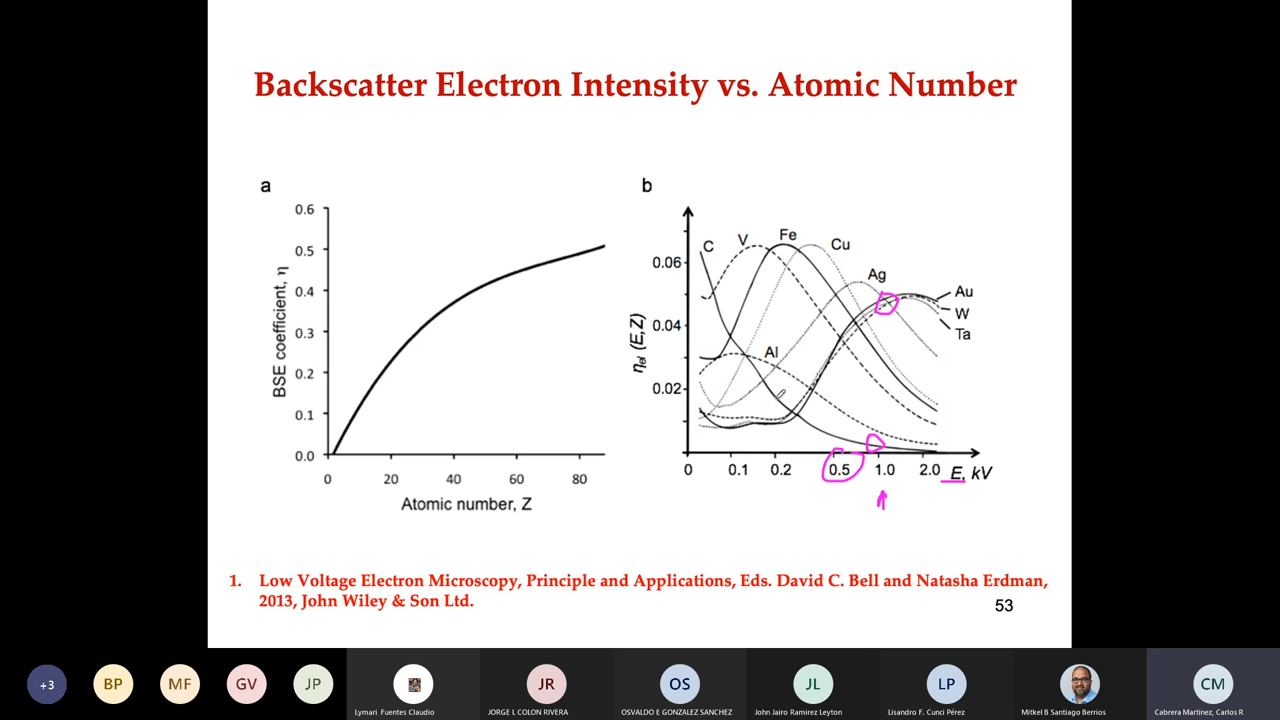 Backscatter Electron Intensity vs. Atomic Number
a
0.6
0.5
0.4
0.3
0.2
0.1
0.0
BSE coefficient, η
0
20
40
60
80
Atomic number, Z
b
0.06
0.04
0.02
ηel (E,Z)
C
V
Fe
Cu
Ag
Al
Au
W
Ta
0
0.1
0.2
0.5
1.0
2.0
E, kV
1. Low Voltage Electron Microscopy, Principle and Applications, Eds. David C. Bell and Natasha Erdman,
2013, John Wiley & Son Ltd.
53
+3
BP
MF
GV
JP
JR
OS
JL
LP
CM
Lymari Fuentes Claudio
JORGE L COLON RIVERA
OSVALDO E GONZALEZ SANCHEZ
John Jairo Ramirez Leyton
Lisandro F. Cunci Pérez
Mitkel B Santiago Berrios
Cabrera Martinez, Carlos R